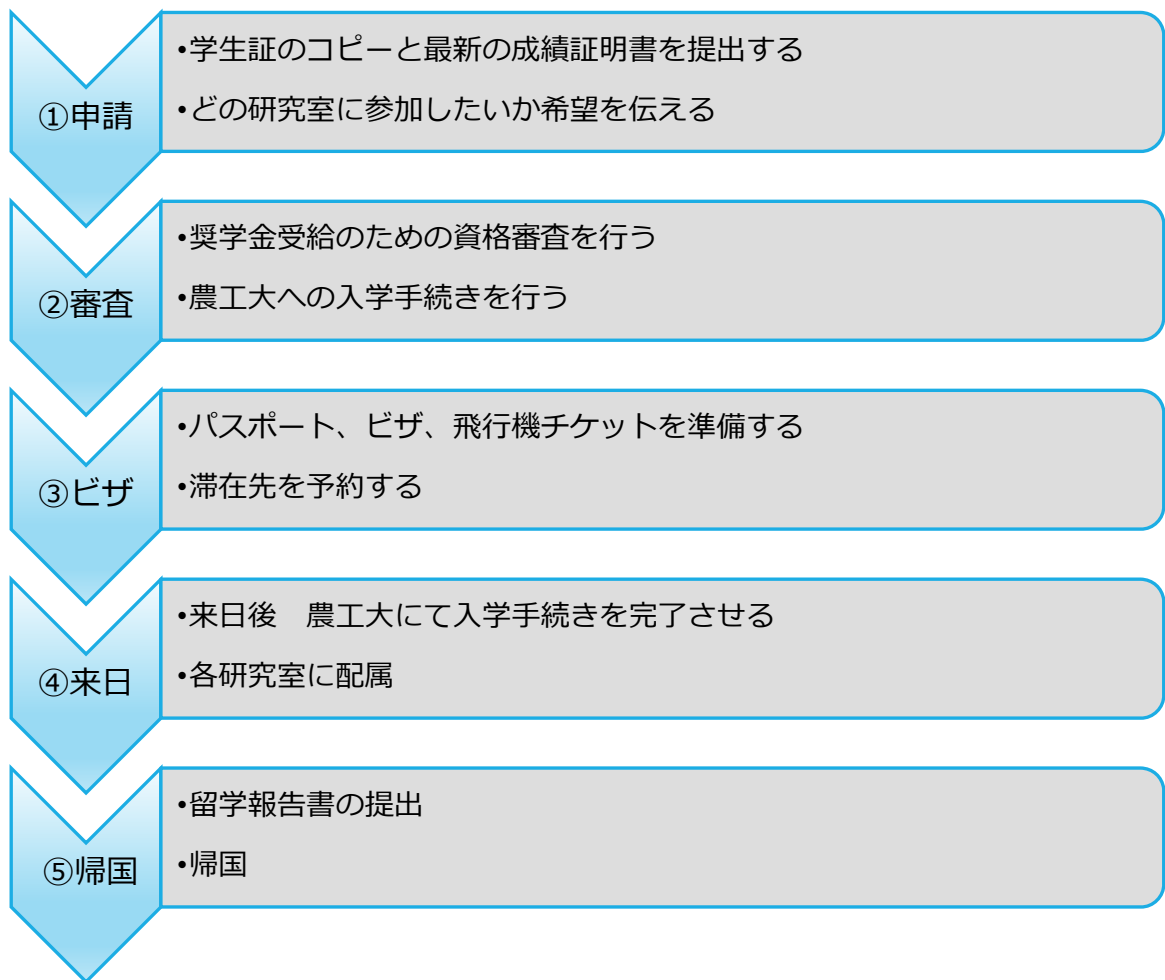 ①申請
•学生証のコピーと最新の成績証明書を提出する
•どの研究室に参加したいか希望を伝える
②審査
•奨学金受給のための資格審査を行う
•農工大への入学手続きを行う
③ビザ
•パスポート、ビザ、飛行機チケットを準備する
•滞在先を予約する
④来日
•来日後　農工大にて入学手続きを完了させる
•各研究室に配属
⑤帰国
•留学報告書の提出
•帰国